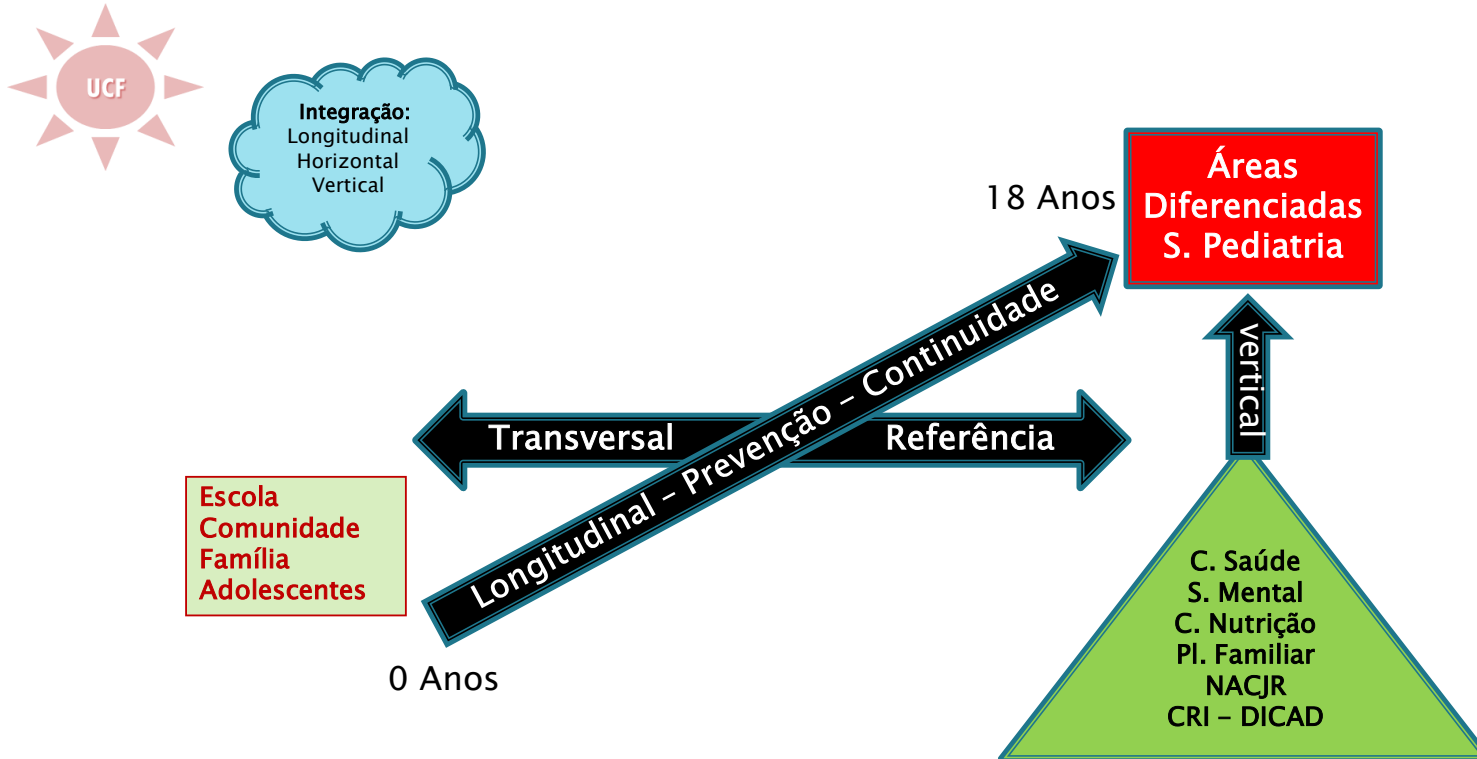 UCF
Integração:
Longitudinal
Horizontal
Vertical
18 Anos
Áreas
Diferenciadas
S. Pediatria
vertical
Longitudinal – Prevenção – Continuidade
Transversal
Referência
Escola
Comunidade
Família
Adolescentes
0 Anos
C. Saúde
S. Mental
C. Nutrição
Pl. Familiar
NACJR
CRI – DICAD